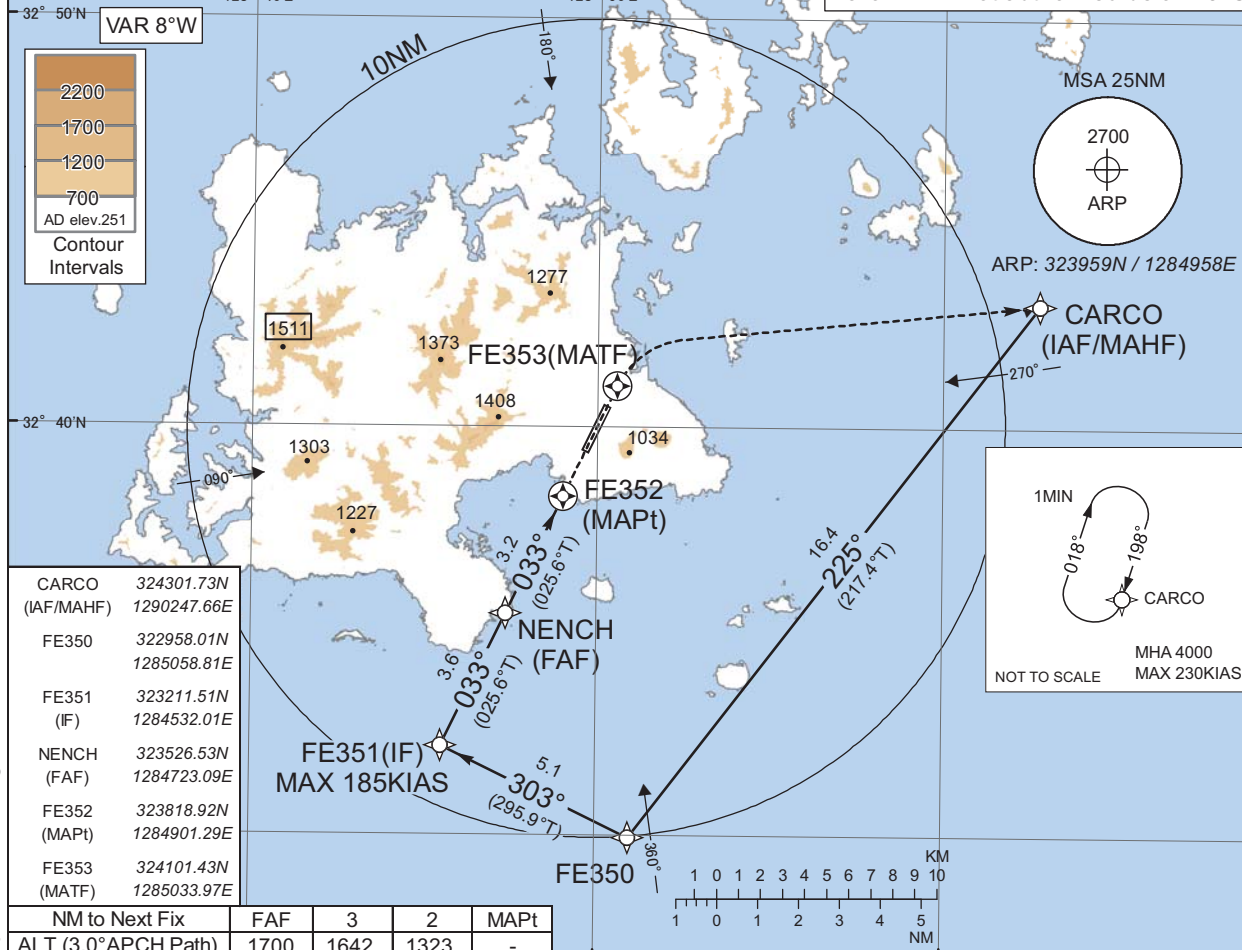 32° 50'N
VAR 8°W
2200
1700
1200
700
AD elev.251
Contour
Intervals
10NM
180°
MSA 25NM
2700
ARP
ARP: 323959N / 1284958E
CARCO
(IAF/MAHF)
270°
1277
1511
1373
FE353(MATF)
1408
32° 40'N
1303
1034
090°
1227
FE352
(MAPt)
3.2
033°
(025.6°T)
NENCH
(FAF)
3.6
033°
(025.6°T)
16.4
225°
(217.4°T)
1MIN
018°
198°
CARCO
MHA 4000
NOT TO SCALE MAX 230KIAS
FE351(IF)
MAX 185KIAS
5.1
303°
(295.9°T)
FE350
360°
CARCO 324301.73N
(IAF/MAHF) 1290247.66E
FE350 322958.01N
1285058.81E
FE351 323211.51N
(IF) 1284532.01E
NENCH 323526.53N
(FAF) 1284723.09E
FE352 323818.92N
(MAPt) 1284901.29E
FE353 324101.43N
(MATF) 1285033.97E
KM
1 0 1 2 3 4 5 6 7 8 9 10
1 0 1 2 3 4 5
NM
NM to Next Fix FAF 3 2 MAPt
ALT (3.0°APCH Path) 1700 1642 1323 -